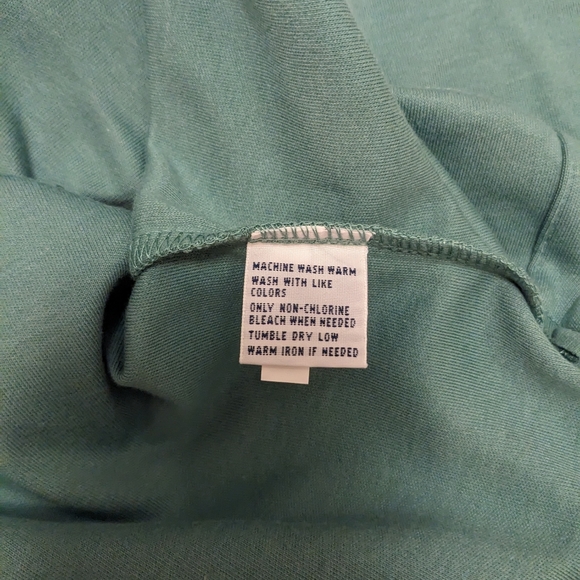 MACHINE WASH WARM
WASH WITH LIKE
COLORS
ONLY NON-CHLORINE
BLEACH WHEN NEEDED
TUMBLE DRY LOW
WARM IRON IF NEEDED